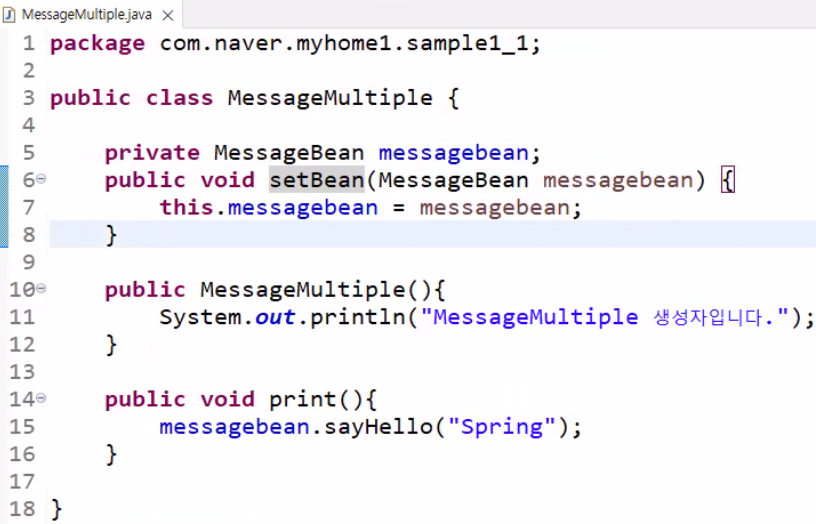 MessageMultiple.java
1 package com.naver.myhome1.sample1_1;
2
3 public class MessageMultiple {
4
5     private MessageBean messagebean;
6     public void setBean(MessageBean messagebean) {
7         this.messagebean = messagebean;
8     }
9
10     public MessageMultiple(){
11         System.out.println("MessageMultiple 생성자입니다.");
12     }
13
14     public void print(){
15         messagebean.sayHello("Spring");
16     }
17
18 }